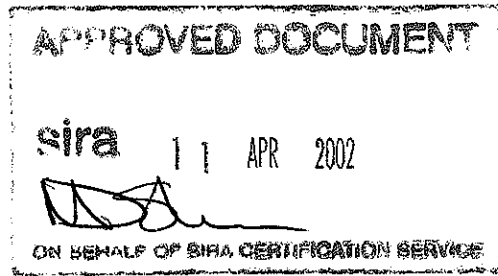 APPROVED DOCUMENT
sira 11 APR 2002
ON BEHALF OF SIRA CERTIFICATION SERVICE